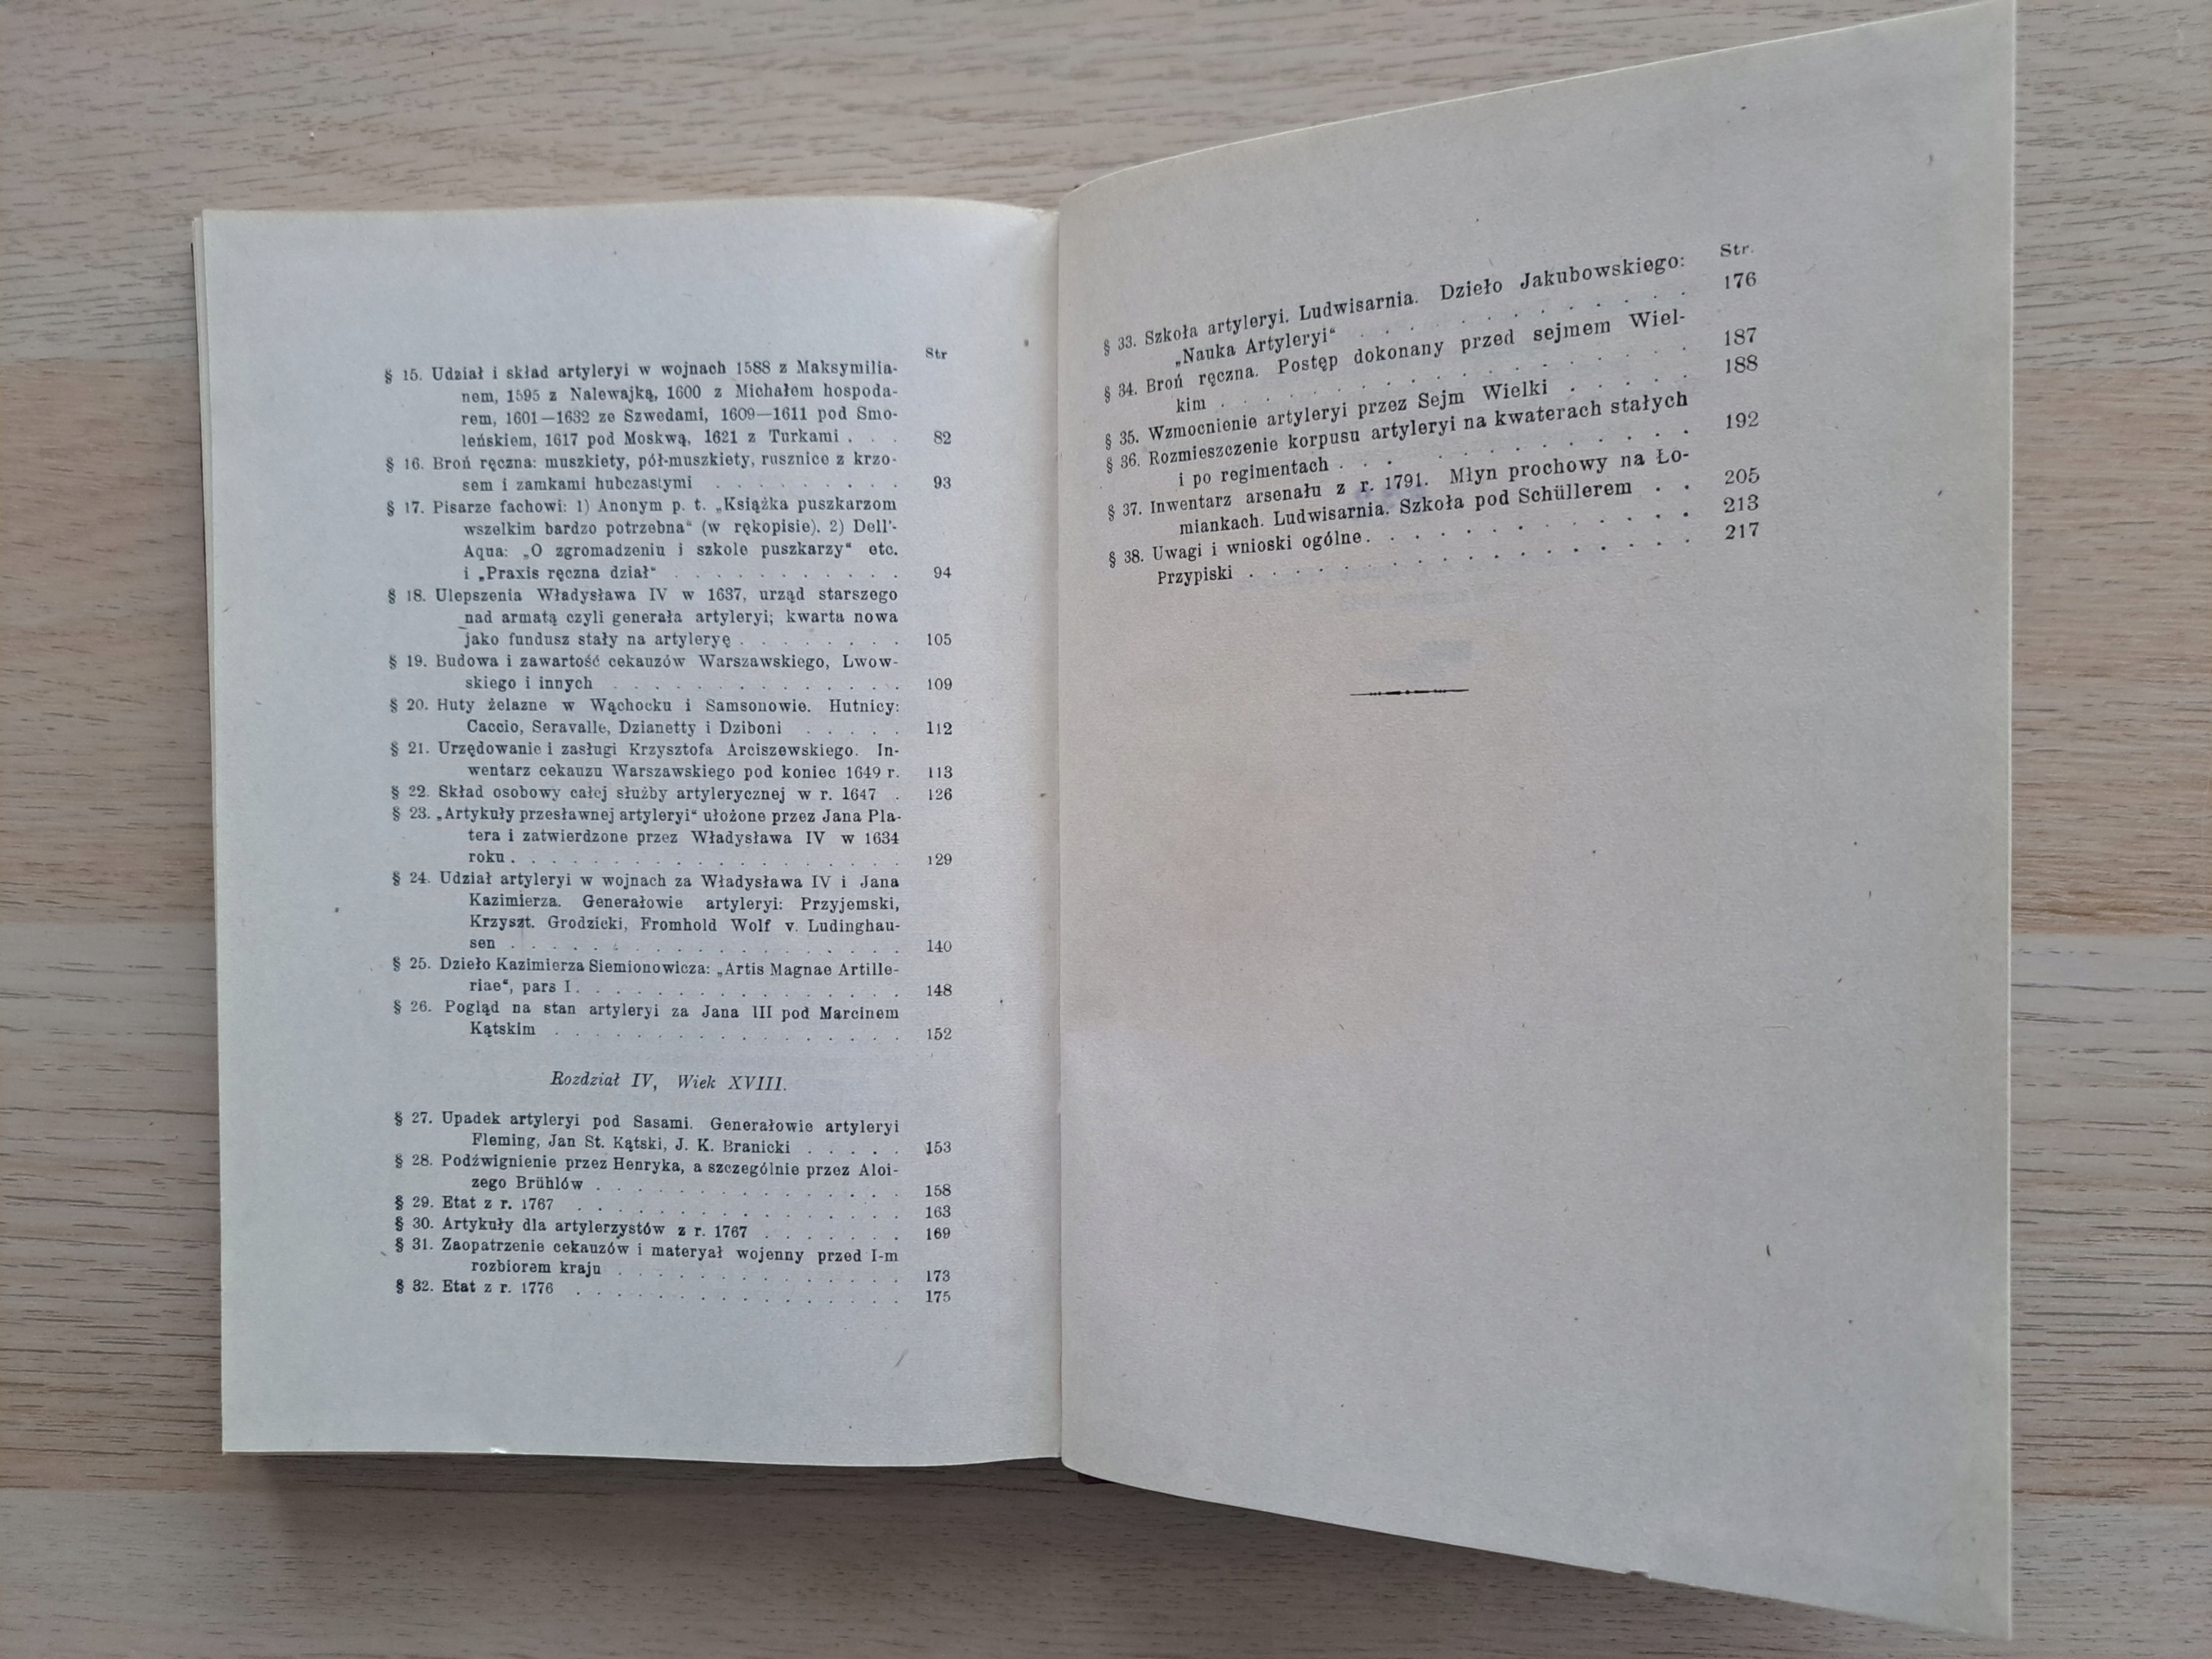 Str
§ 15. Udział i skład artyleryi w wojnach 1588 z Maksymilia-
nem, 1595 z Nalewajką, 1600 z Michałem hospoda-
rem, 1601—1632 ze Szwedami, 1609—1611 pod Smo-
leńskiem, 1617 pod Moskwą, 1621 z Turkami . . . 82
§ 16. Broń ręczna: muszkiety, pół-muszkiety, rusznice z krzo-
sem i zamkami hubczastymi . . . . . . . . . 93
§ 17. Pisarze fachowi: 1) Anonym p. t. „Książka puszkarzom
wszelkim bardzo potrzebna“ (w rękopisie). 2) Dell'-
Aqua: „O zgromadzeniu i szkole puszkarzy“ etc.
i „Praxis ręczna dział“ . . . . . . . . . . . 94
§ 18. Ulepszenia Władysława IV w 1637, urząd starszego
nad armatą czyli generała artyleryi; kwarta nowa
jako fundusz stały na artyleryę . . . . . . . . 105
§ 19. Budowa i zawartość cekauzów Warszawskiego, Lwow-
skiego i innych . . . . . . . . . . . . . . 109
§ 20. Huty żelazne w Wąchocku i Samsonowie. Hutnicy:
Caccio, Seravalle, Dzianetty i Dziboni . . . . . 112
§ 21. Urzędowanie i zasługi Krzysztofa Arciszewskiego. In-
wentarz cekauzu Warszawskiego pod koniec 1649 r. 113
§ 22. Skład osobowy całej służby artylerycznej w r. 1647 . 126
§ 23. „Artykuły przesławnej artyleryi“ ułożone przez Jana Pla-
tera i zatwierdzone przez Władysława IV w 1634
roku . . . . . . . . . . . . . . . . . . . 129
§ 24. Udział artyleryi w wojnach za Władysława IV i Jana
Kazimierza. Generałowie artyleryi: Przyjemski,
Krzyszt. Grodzicki, Fromhold Wolf v. Ludinghau-
sen . . . . . . . . . . . . . . . . . . . 140
§ 25. Dzieło Kazimierza Siemionowicza: „Artis Magnae Artille-
riae“, pars I . . . . . . . . . . . . . . . . 148
§ 26. Pogląd na stan artyleryi za Jana III pod Marcinem
Kątskim . . . . . . . . . . . . . . . . . 152
Rozdział IV, Wiek XVIII.
§ 27. Upadek artyleryi pod Sasami. Generałowie artyleryi
Fleming, Jan St. Kątski, J. K. Branicki . . . . . 153
§ 28. Podźwignienie przez Henryka, a szczególnie przez Aloi-
zego Brühlów . . . . . . . . . . . . . . . 158
§ 29. Etat z r. 1767 . . . . . . . . . . . . . . . . 163
§ 30. Artykuły dla artylerzystów z r. 1767 . . . . . . . 169
§ 31. Zaopatrzenie cekauzów i materyał wojenny przed I-m
rozbiorem kraju . . . . . . . . . . . . . . 173
§ 32. Etat z r. 1776 . . . . . . . . . . . . . . . . 175
Str.
§ 33. Szkoła artyleryi. Ludwisarnia. Dzieło Jakubowskiego:
„Nauka Artyleryi“ . . . . . . . . . . . . . 176
§ 34. Broń ręczna. Postęp dokonany przed sejmem Wiel-
kim . . . . . . . . . . . . . . . . . . . 187
§ 35. Wzmocnienie artyleryi przez Sejm Wielki . . . . . 188
§ 36. Rozmieszczenie korpusu artyleryi na kwaterach stałych
i po regimentach . . . . . . . . . . . . . . 192
§ 37. Inwentarz arsenału z r. 1791. Młyn prochowy na Ło-
miankach. Ludwisarnia. Szkoła pod Schüllerem . . 205
§ 38. Uwagi i wnioski ogólne . . . . . . . . . . . . 213
Przypiski . . . . . . . . . . . . . . . . . 217